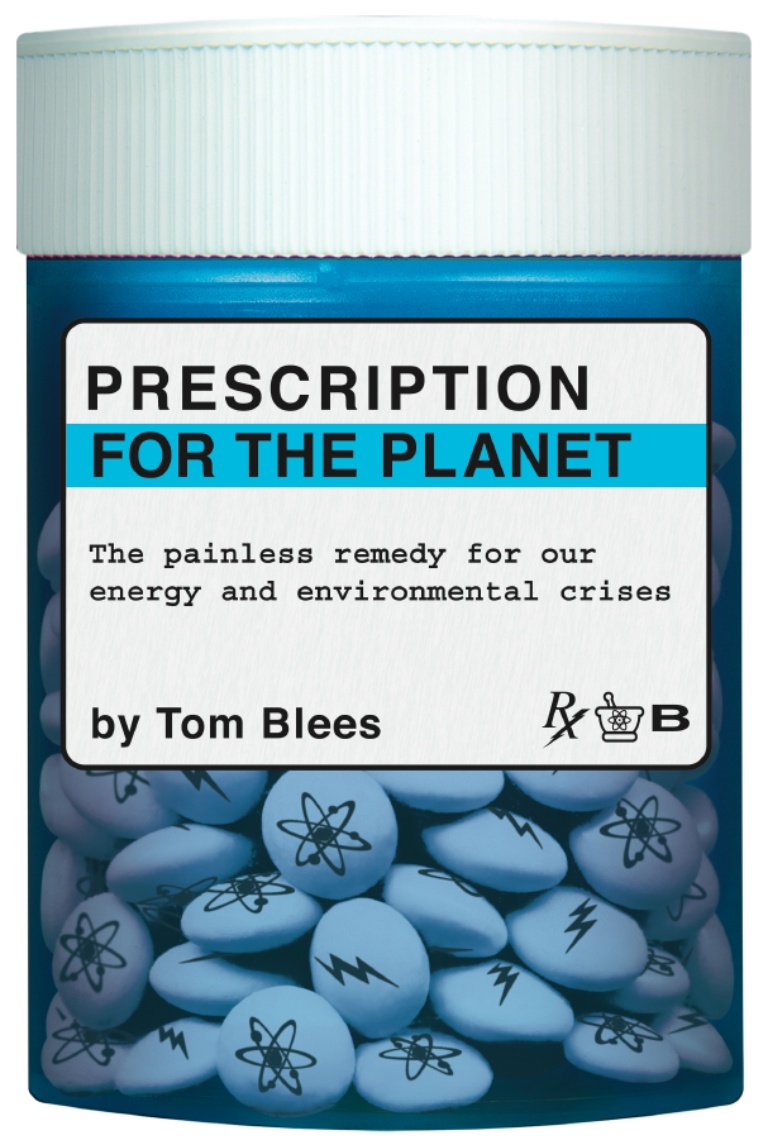 PRESCRIPTION
FOR THE PLANET
The painless remedy for our
energy and environmental crises
by Tom Blees
Rx B